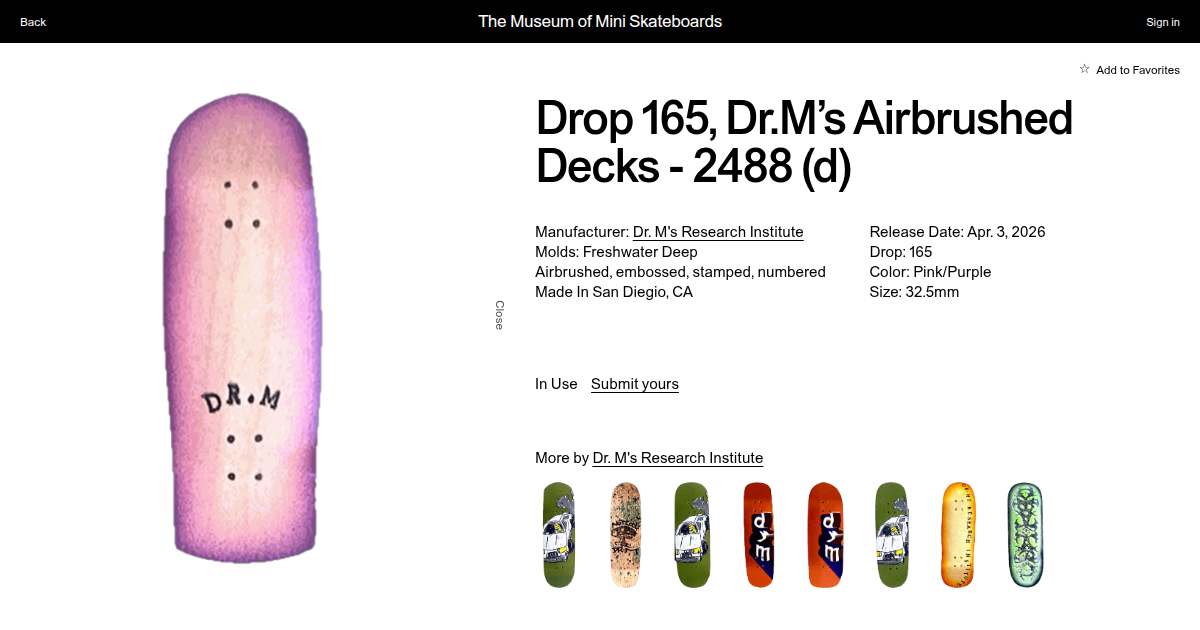 Back
The Museum of Mini Skateboards
Sign in
☆ Add to Favorites
Drop 165, Dr.M’s Airbrushed
Decks - 2488 (d)
Manufacturer: Dr. M's Research Institute
Molds: Freshwater Deep
Airbrushed, embossed, stamped, numbered
Made In San Diegio, CA
Release Date: Apr. 3, 2026
Drop: 165
Color: Pink/Purple
Size: 32.5mm
DR.M
Close
In Use
Submit yours
More by Dr. M's Research Institute